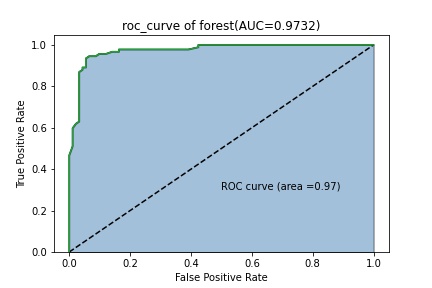 roc_curve of forest(AUC=0.9732)
1.0
0.8
0.6
0.4
0.2
0.0
True Positive Rate
ROC curve (area =0.97)
0.0 0.2 0.4 0.6 0.8 1.0
False Positive Rate